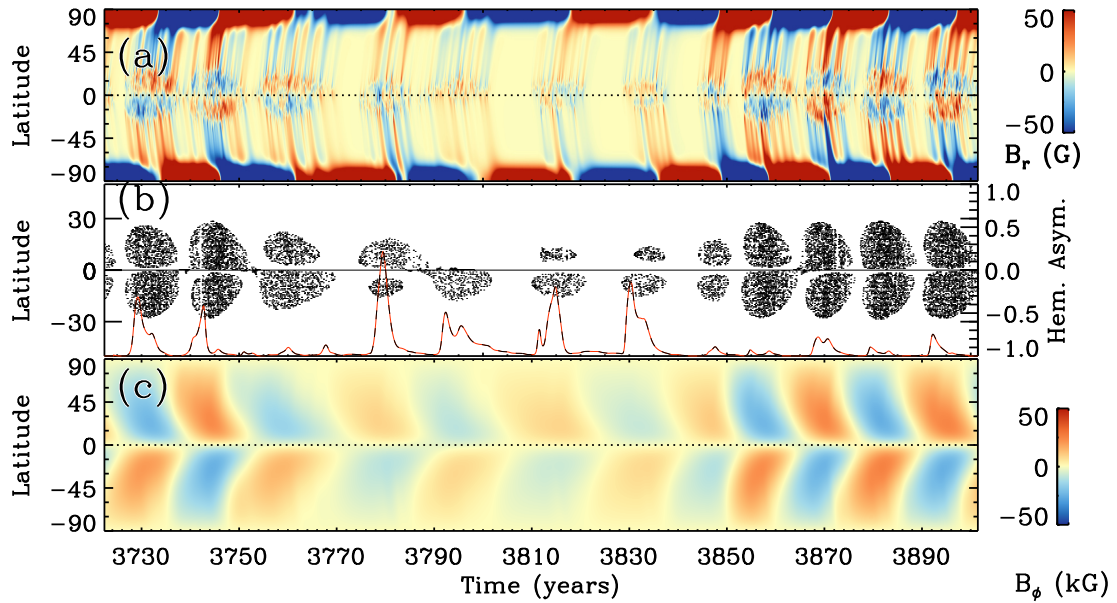 (a)
Latitude
90
45
0
−45
−90
50
0
−50
B_r (G)
(b)
Latitude
30
0
−30
1.0
0.5
0.0
−0.5
−1.0
Hem. Asym.
(c)
Latitude
90
45
0
−45
−90
50
0
−50
B_ϕ (kG)
3730 3750 3770 3790 3810 3830 3850 3870 3890
Time (years)